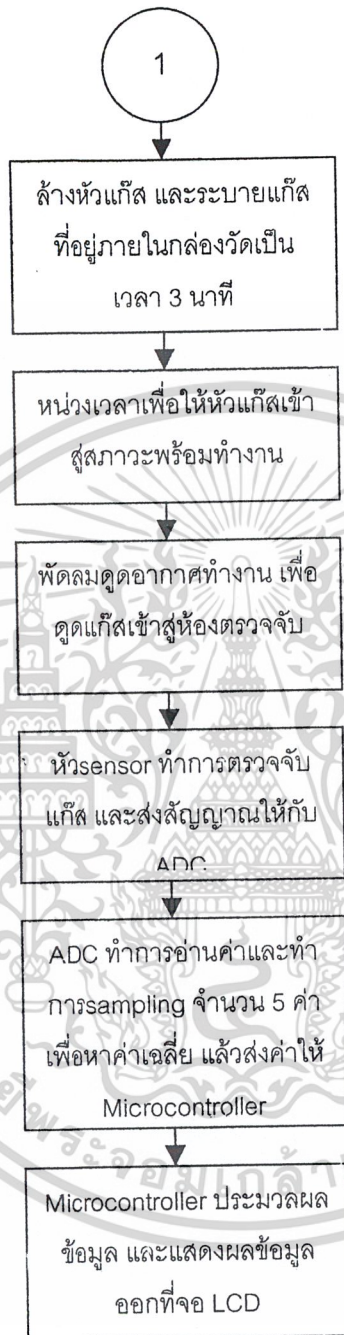 1
ล้างหัวแก๊ส และระบายแก๊ส
ที่อยู่ภายในกล่องวัดเป็น
เวลา 3 นาที
หน่วงเวลาเพื่อให้หัวแก๊สเข้า
สู่สภาวะพร้อมทำงาน
พัดลมดูดอากาศทำงาน เพื่อ
ดูดแก๊สเข้าสู่ห้องตรวจจับ
หัวsensor ทำการตรวจจับ
แก๊ส และส่งสัญญาณให้กับ
ADC
ADC ทำการอ่านค่าและทำ
การsampling จำนวน 5 ค่า
เพื่อหาค่าเฉลี่ย แล้วส่งค่าให้
Microcontroller
Microcontroller ประมวลผล
ข้อมูล และแสดงผลข้อมูล
ออกที่จอ LCD